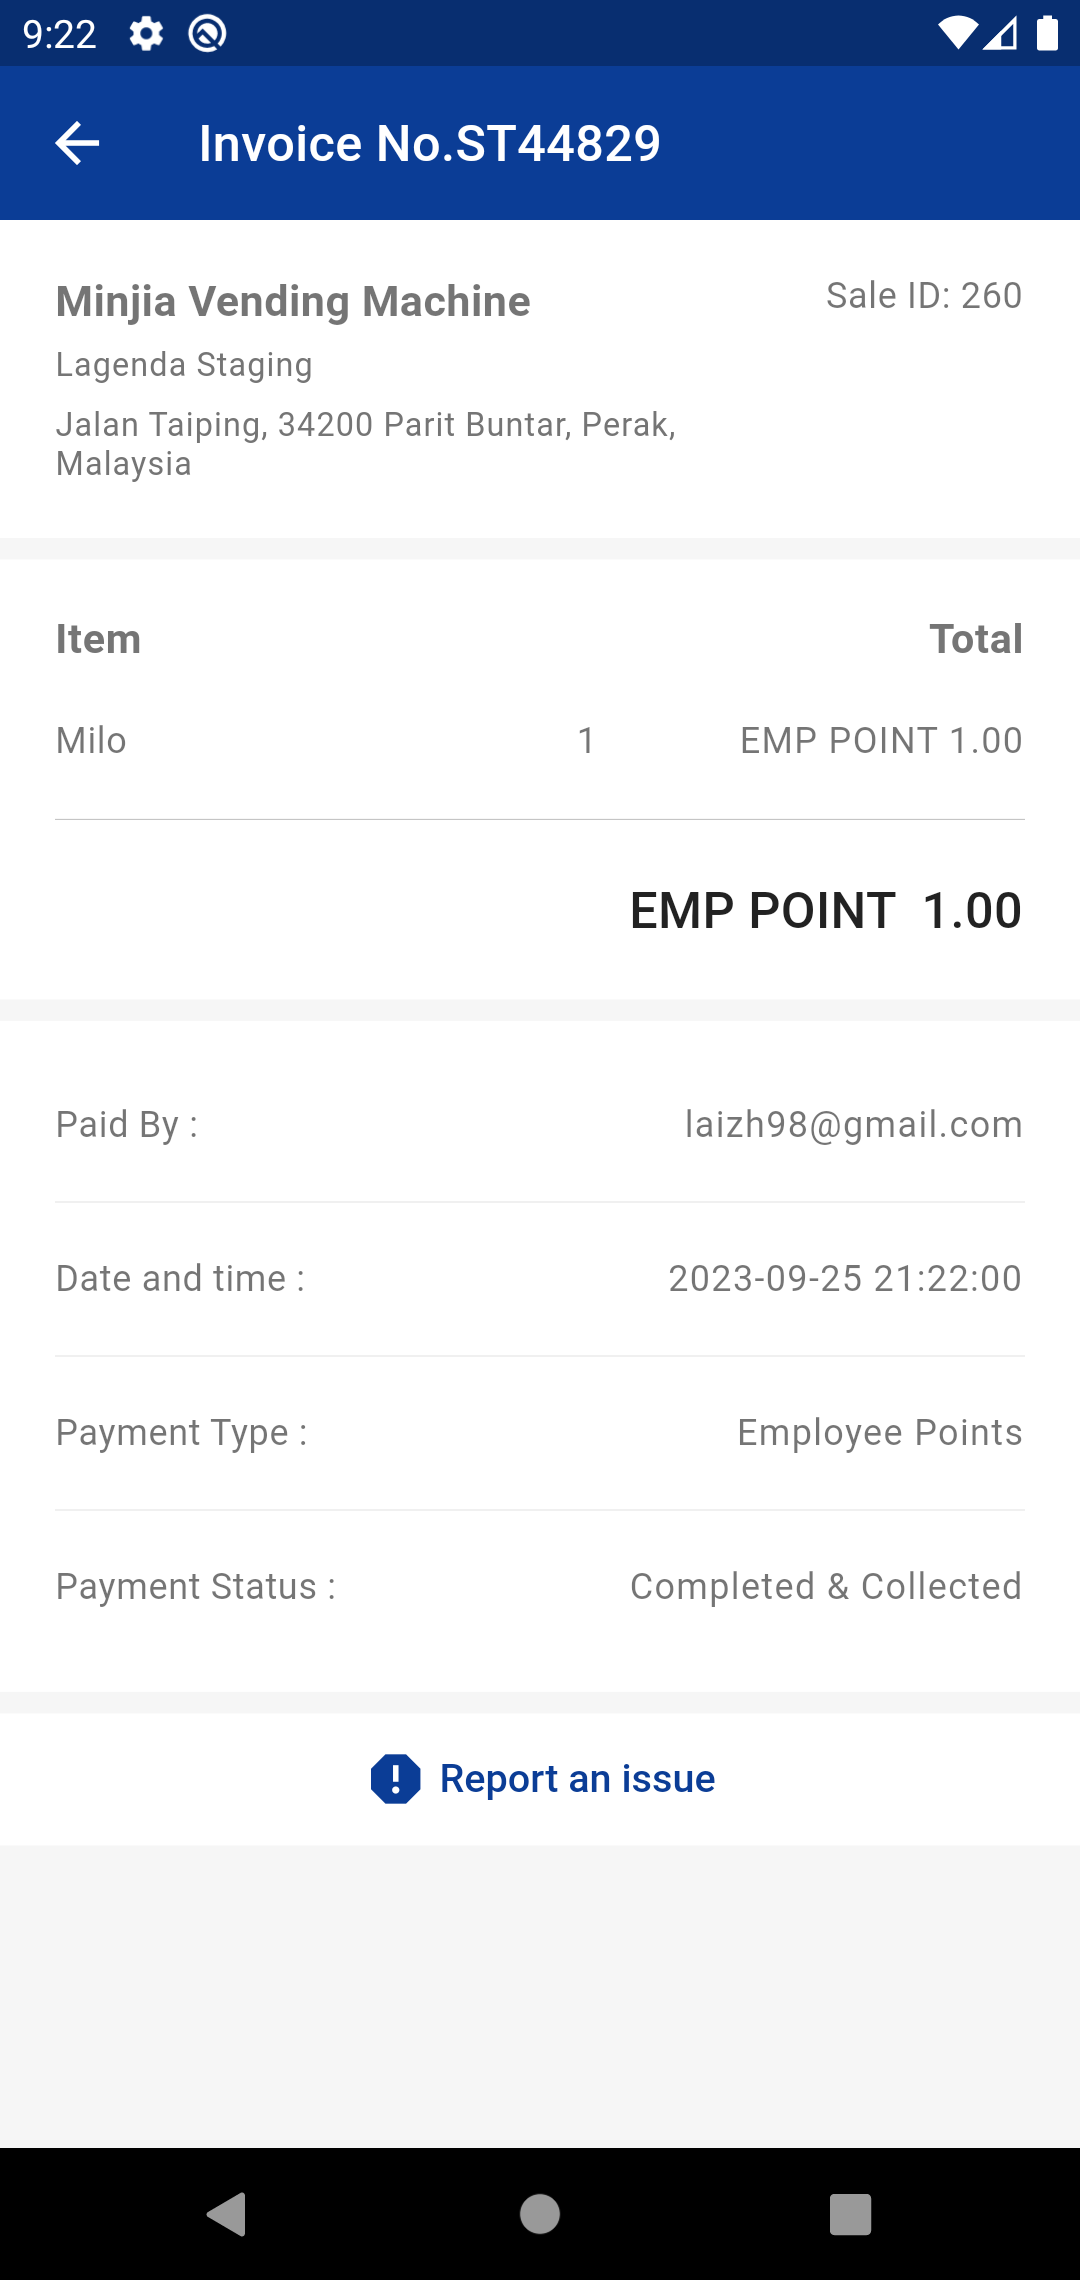 9:22
Invoice No.ST44829
Minjia Vending Machine
Sale ID: 260
Lagenda Staging
Jalan Taiping, 34200 Parit Buntar, Perak,
Malaysia
Item Total
Milo 1 EMP POINT 1.00
EMP POINT 1.00
Paid By : laizh98@gmail.com
Date and time : 2023-09-25 21:22:00
Payment Type : Employee Points
Payment Status : Completed & Collected
Report an issue